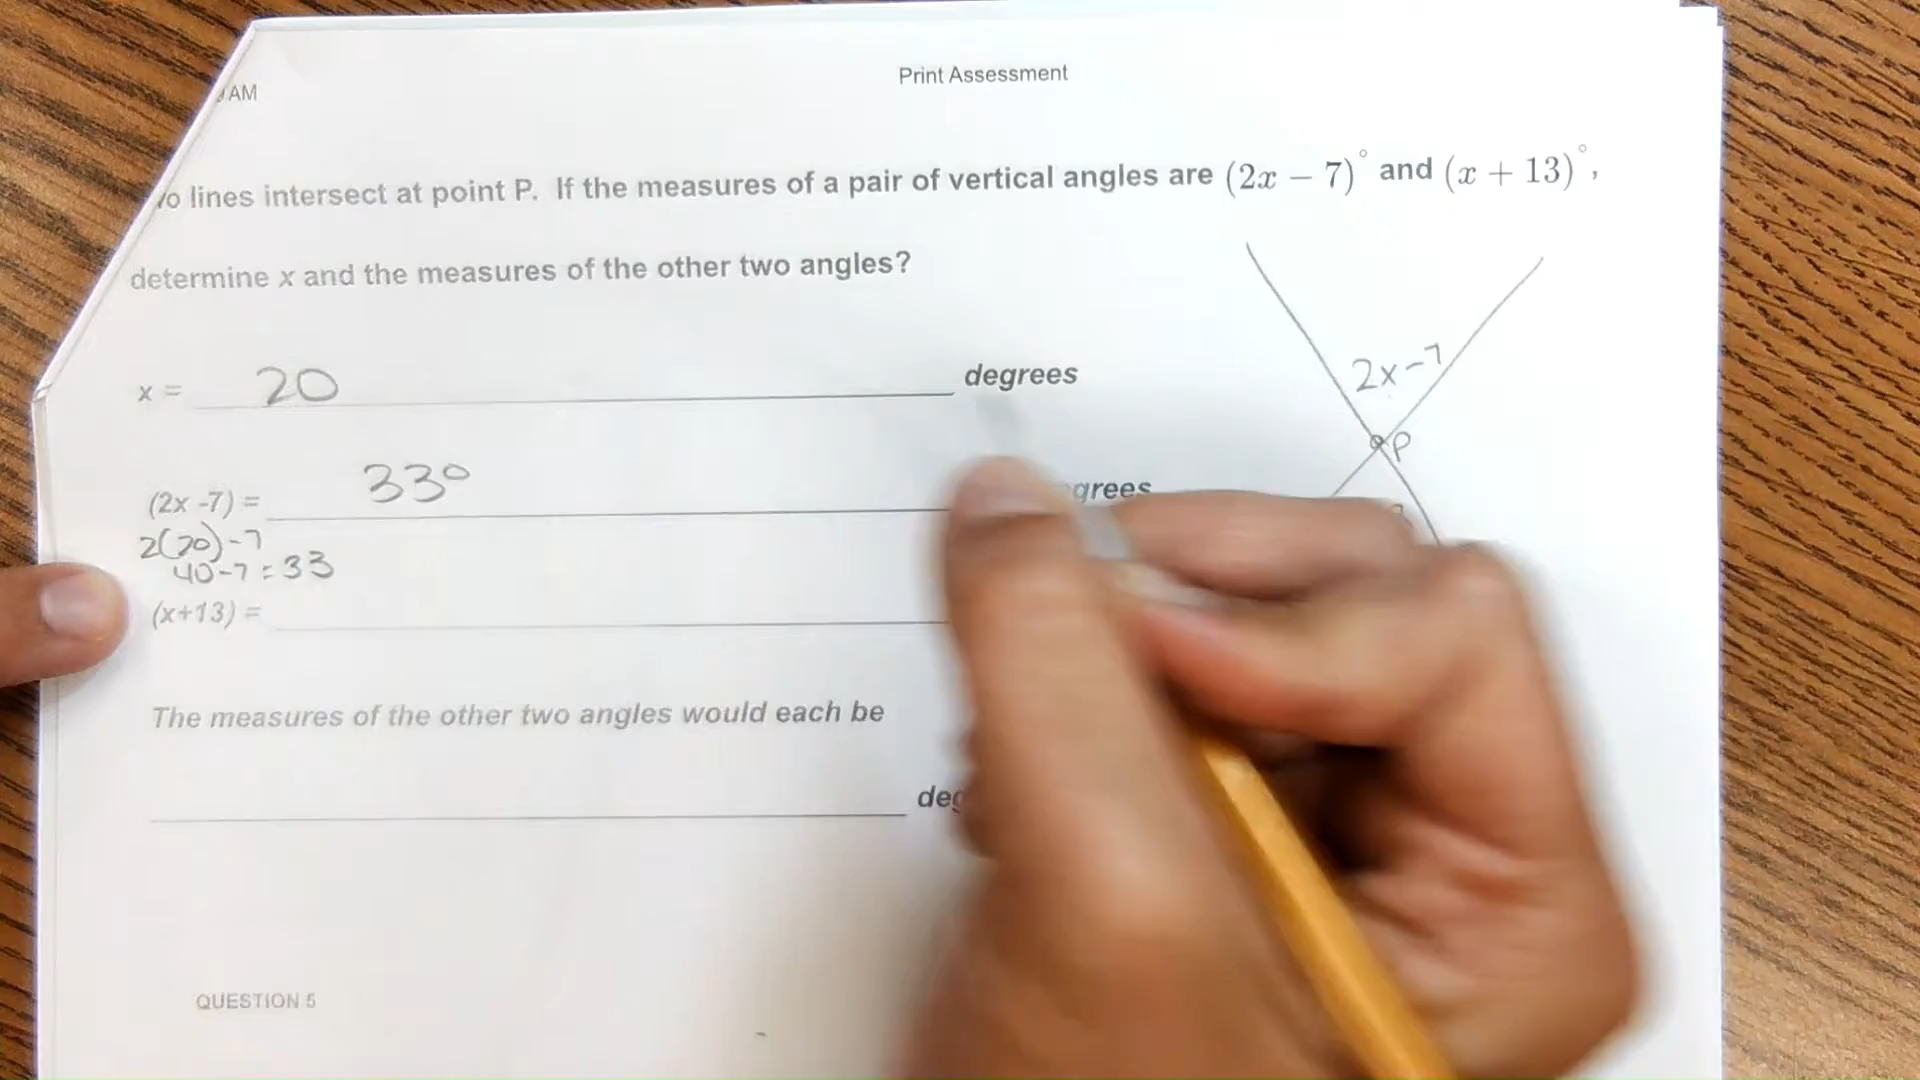 AM
Print Assessment
lines intersect at point P. If the measures of a pair of vertical angles are (2x − 7)° and (x + 13)°,
determine x and the measures of the other two angles?
x = 20 degrees
2x-7
P
(2x -7) = 33°
2(20)-7
40-7=33
(x+13) =
The measures of the other two angles would each be
QUESTION 5